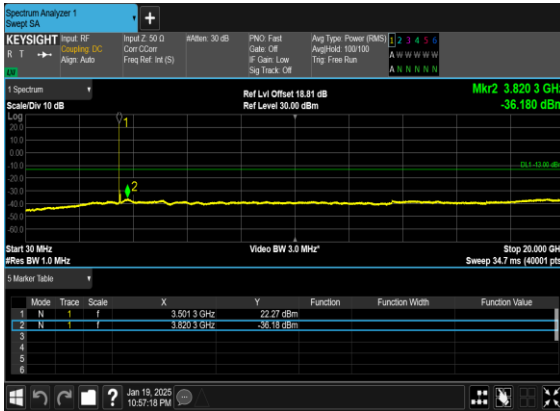 Spectrum Analyzer 1
Swept SA
+
KEYSIGHT Input: RF Input Z: 50 Ω #Atten: 30 dB PNO: Fast Avg Type: Power (RMS) 1 2 3 4 5 6
R T Coupling: DC Corr CCorr Gate: Off Avg|Hold: 100/100 A W W W W W
Align: Auto Freq Ref: Int (S) IF Gain: Low Trig: Free Run
Sig Track: Off A N N N N N
1 Spectrum Ref Lvl Offset 18.81 dB Mkr2 3.820 3 GHz
Scale/Div 10 dB Ref Level 30.00 dBm -36.180 dBm
Log
20.0
10.0
0.00
-10.0
-20.0
-30.0
-40.0
-50.0
-60.0
1
2
DL1 -13.00 dBm
Start 30 MHz Video BW 3.0 MHz* Stop 20.000 GHz
#Res BW 1.0 MHz Sweep 34.7 ms (40001 pts)
5 Marker Table
Mode Trace Scale X Y Function Function Width Function Value
1 N 1 f 3.501 3 GHz 22.27 dBm
2 N 1 f 3.820 3 GHz -36.18 dBm
3
4
5
6
? Jan 19, 2025
10:57:18 PM